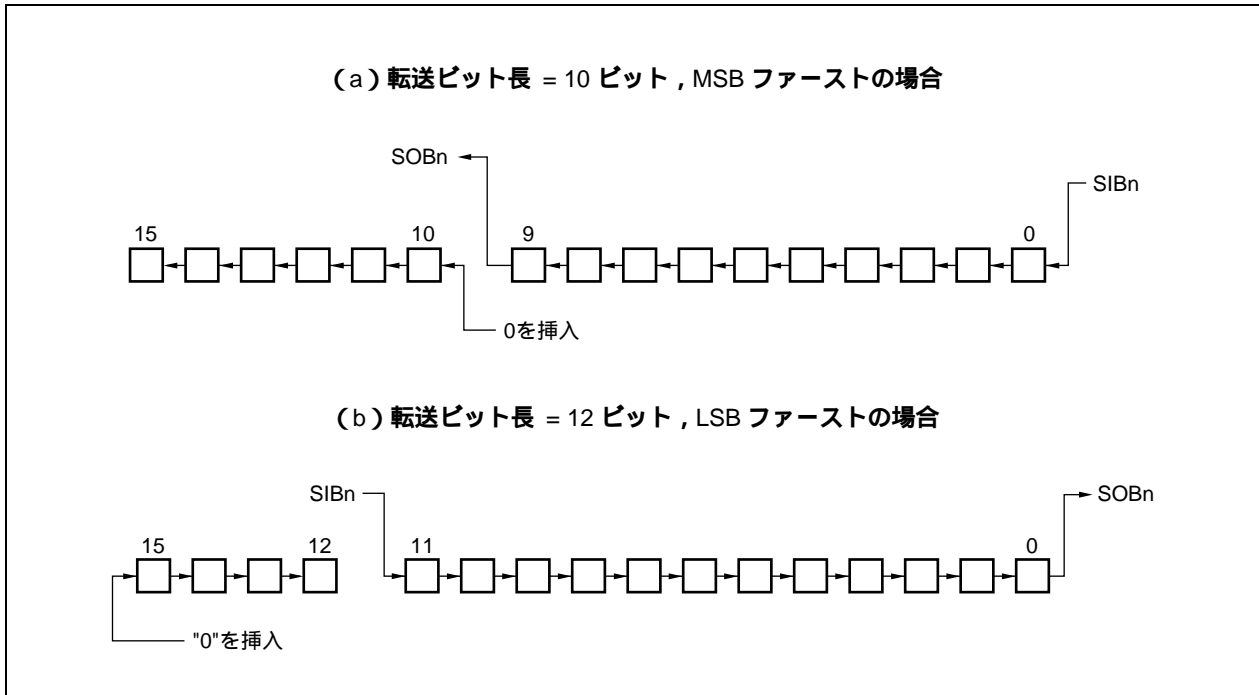 （a）転送ビット長 = 10 ビット , MSB ファーストの場合
SOBn
SIBn
15
10
9
0
0を挿入
（b）転送ビット長 = 12 ビット , LSB ファーストの場合
SIBn
SOBn
15
12
11
0
"0"を挿入